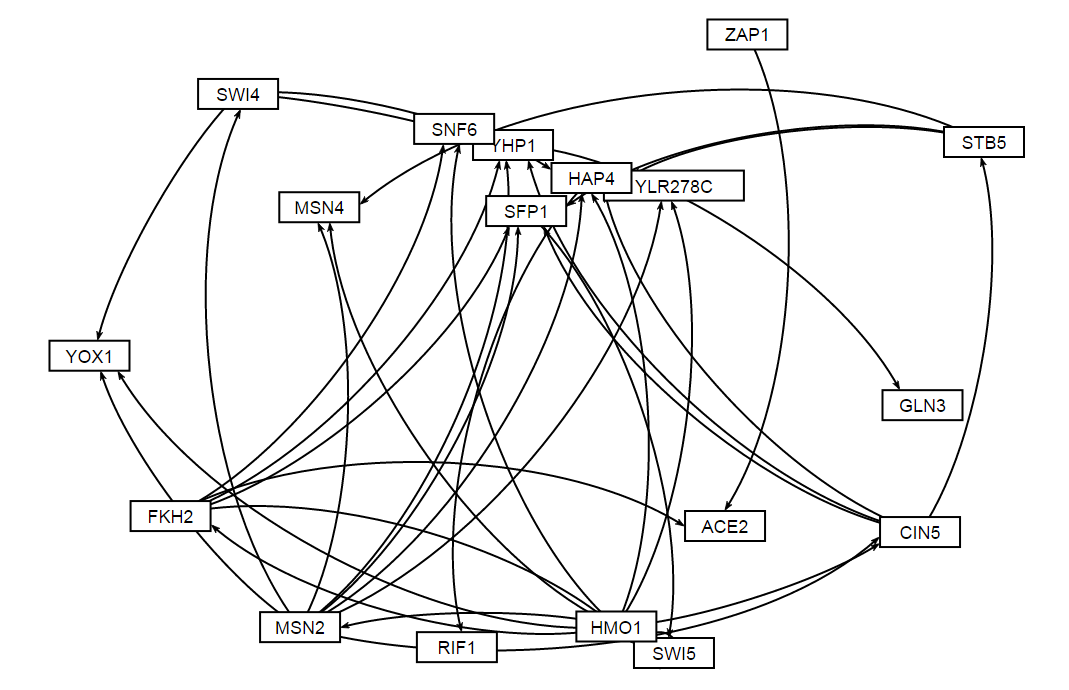 ZAP1
SWI4
SNF6
YHP1
STB5
HAP4
YLR278C
MSN4
SFP1
YOX1
GLN3
FKH2
ACE2
CIN5
MSN2
HMO1
RIF1
SWI5